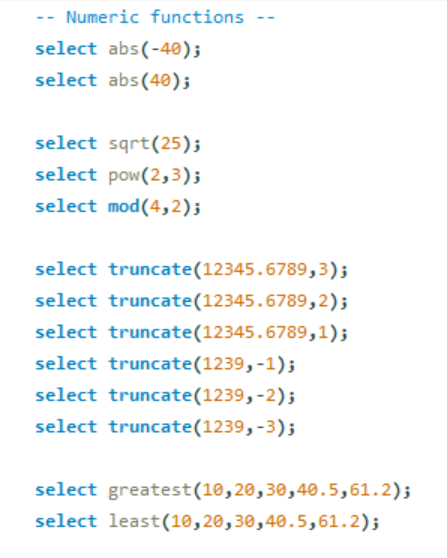 -- Numeric functions --
select abs(-40);
select abs(40);
select sqrt(25);
select pow(2,3);
select mod(4,2);
select truncate(12345.6789,3);
select truncate(12345.6789,2);
select truncate(12345.6789,1);
select truncate(1239,-1);
select truncate(1239,-2);
select truncate(1239,-3);
select greatest(10,20,30,40.5,61.2);
select least(10,20,30,40.5,61.2);